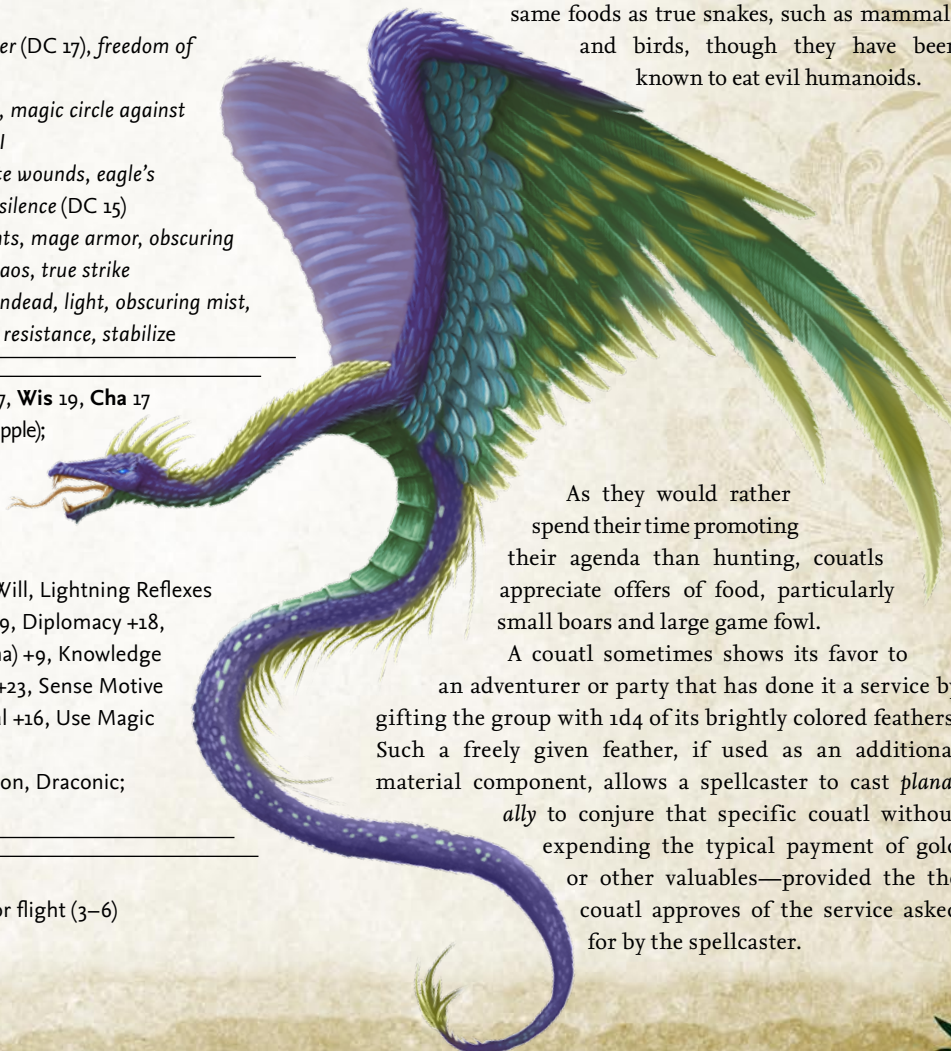 er (DC 17), freedom of
, magic circle against
ce wounds, eagle's
silence (DC 15)
nts, mage armor, obscuring
aos, true strike
ndead, light, obscuring mist,
resistance, stabilize
7, Wis 19, Cha 17
pple);
Will, Lightning Reflexes
9, Diplomacy +18,
na) +9, Knowledge
+23, Sense Motive
al +16, Use Magic
on, Draconic;
or flight (3–6)
same foods as true snakes, such as mammal
and birds, though they have been
known to eat evil humanoids.
As they would rather
spend their time promoting
their agenda than hunting, couatls
appreciate offers of food, particularly
small boars and large game fowl.
A couatl sometimes shows its favor to
an adventurer or party that has done it a service b
gifting the group with 1d4 of its brightly colored feathers
Such a freely given feather, if used as an additiona
material component, allows a spellcaster to cast plana
ally to conjure that specific couatl withou
expending the typical payment of gold
or other valuables—provided the the
couatl approves of the service asked
for by the spellcaster.